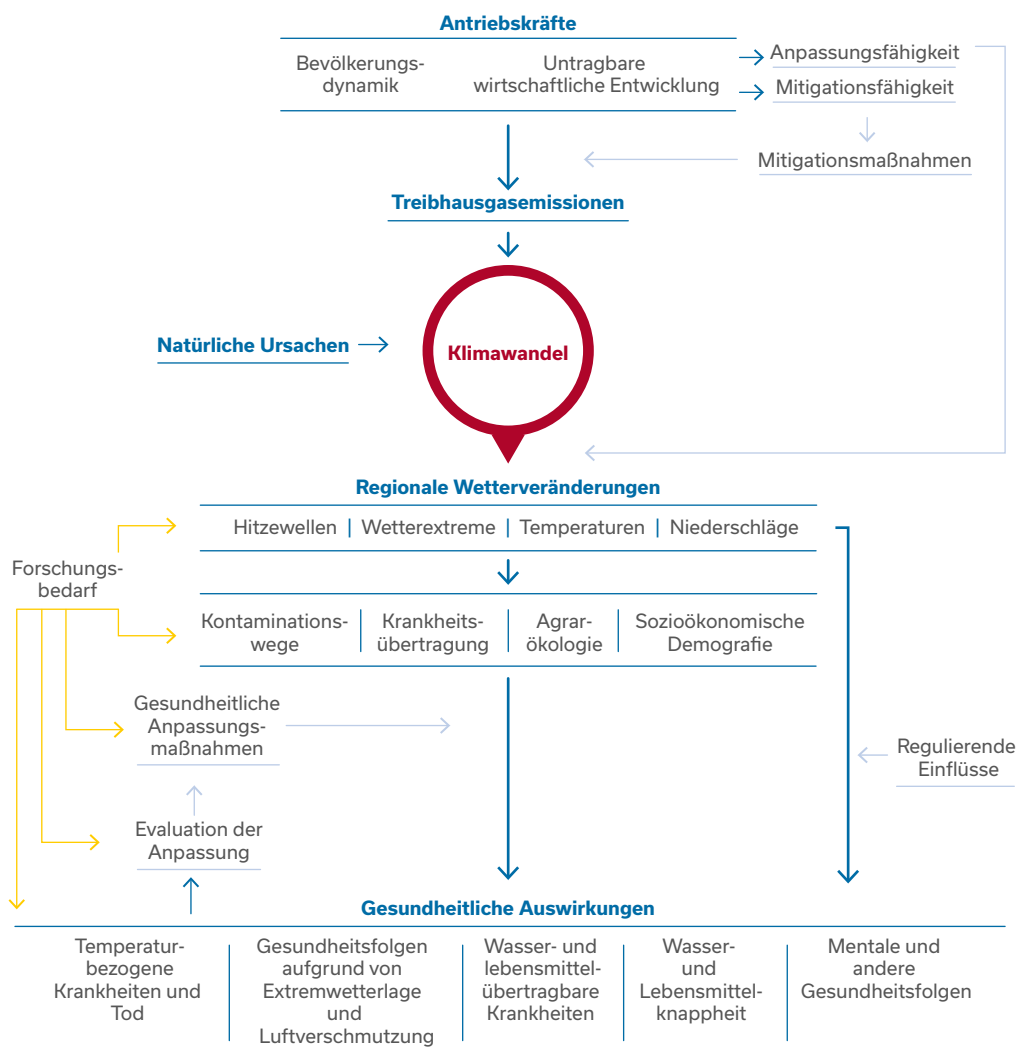 Antriebskräfte
Bevölkerungs-
dynamik
Untragbare
wirtschaftliche Entwicklung
Anpassungsfähigkeit
Mitigationsfähigkeit
Mitigationsmaßnahmen
Treibhausgasemissionen
Natürliche Ursachen
Klimawandel
Regionale Wetterveränderungen
Hitzewellen | Wetterextreme | Temperaturen | Niederschläge
Forschungs-
bedarf
Kontaminations-
wege
Krankheits-
übertragung
Agrar-
ökologie
Sozioökonomische
Demografie
Gesundheitliche
Anpassungs-
maßnahmen
Regulierende
Einflüsse
Evaluation der
Anpassung
Gesundheitliche Auswirkungen
Temperatur-
bezogene
Krankheiten und
Tod
Gesundheitsfolgen
aufgrund von
Extremwetterlage
und
Luftverschmutzung
Wasser- und
lebensmittel-
übertragbare
Krankheiten
Wasser-
und
Lebensmittel-
knappheit
Mentale und
andere
Gesundheitsfolgen